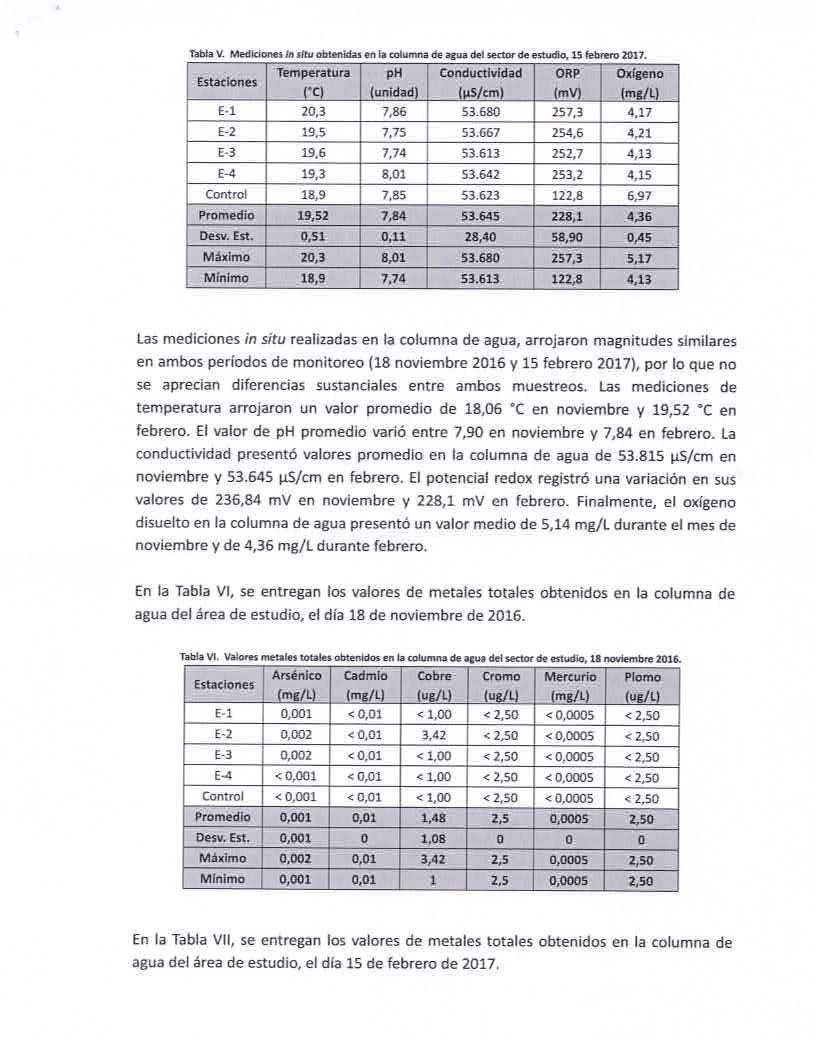 Tabla V. Mediciones in situ obtenidas en la columna de agua del sector de estudio, 15 febrero 2017.
Estaciones Temperatura (°C) pH (unidad) Conductividad (µS/cm) ORP (mV) Oxígeno (mg/L)
E-1 20,3 7,86 53.680 257,3 4,17
E-2 19,5 7,75 53.667 254,6 4,21
E-3 19,6 7,74 53.613 252,7 4,13
E-4 19,3 8,01 53.642 253,2 4,15
Control 18,9 7,85 53.623 122,8 6,97
Promedio 19,52 7,84 53.645 228,1 4,36
Desv. Est. 0,51 0,11 28,40 58,90 0,45
Máximo 20,3 8,01 53.680 257,3 5,17
Mínimo 18,9 7,74 53.613 122,8 4,13
Las mediciones in situ realizadas en la columna de agua, arrojaron magnitudes similares
en ambos períodos de monitoreo (18 noviembre 2016 y 15 febrero 2017), por lo que no
se aprecian diferencias sustanciales entre ambos muestreos. Las mediciones de
temperatura arrojaron un valor promedio de 18,06 °C en noviembre y 19,52 °C en
febrero. El valor de pH promedio varió entre 7,90 en noviembre y 7,84 en febrero. La
conductividad presentó valores promedio en la columna de agua de 53.815 µS/cm en
noviembre y 53.645 µS/cm en febrero. El potencial redox registró una variación en sus
valores de 236,84 mV en noviembre y 228,1 mV en febrero. Finalmente, el oxígeno
disuelto en la columna de agua presentó un valor medio de 5,14 mg/L durante el mes de
noviembre y de 4,36 mg/L durante febrero.
En la Tabla VI, se entregan los valores de metales totales obtenidos en la columna de
agua del área de estudio, el día 18 de noviembre de 2016.
Tabla VI. Valores metales totales obtenidos en la columna de agua del sector de estudio, 18 noviembre 2016.
Estaciones Arsénico (mg/L) Cadmio (mg/L) Cobre (ug/L) Cromo (ug/L) Mercurio (mg/L) Plomo (ug/L)
E-1 0,001 < 0,01 < 1,00 < 2,50 < 0,0005 < 2,50
E-2 0,002 < 0,01 3,42 < 2,50 < 0,0005 < 2,50
E-3 0,002 < 0,01 < 1,00 < 2,50 < 0,0005 < 2,50
E-4 < 0,001 < 0,01 < 1,00 < 2,50 < 0,0005 < 2,50
Control < 0,001 < 0,01 < 1,00 < 2,50 < 0,0005 < 2,50
Promedio 0,001 0,01 1,48 2,5 0,0005 2,50
Desv. Est. 0,001 0 1,08 0 0 0
Máximo 0,002 0,01 3,42 2,5 0,0005 2,50
Mínimo 0,001 0,01 1 2,5 0,0005 2,50
En la Tabla VII, se entregan los valores de metales totales obtenidos en la columna de
agua del área de estudio, el día 15 de febrero de 2017.